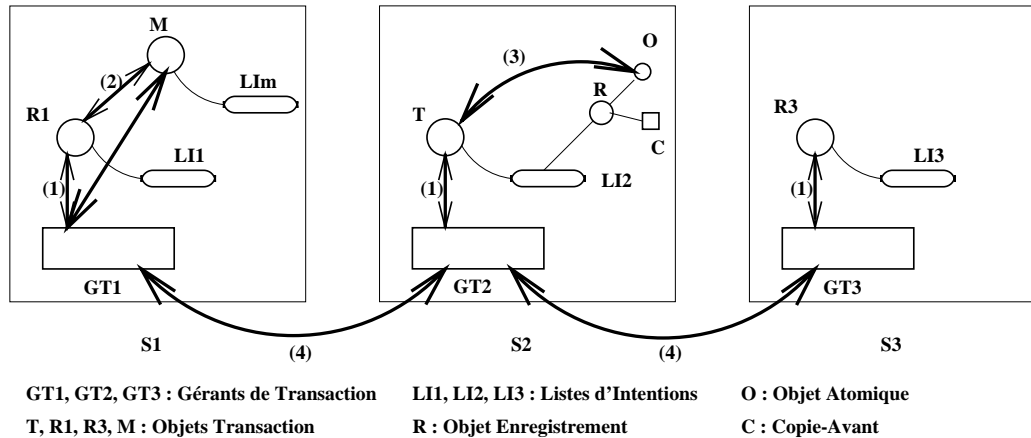 M
O
(3)
(2)
LIm
R
R1
T
R3
C
LI1
LI2
LI3
(1)
(1)
(1)
GT1
GT2
GT3
S1
(4)
S2
(4)
S3
GT1, GT2, GT3 : Gérants de Transaction
LI1, LI2, LI3 : Listes d'Intentions
O : Objet Atomique
T, R1, R3, M : Objets Transaction
R : Objet Enregistrement
C : Copie-Avant